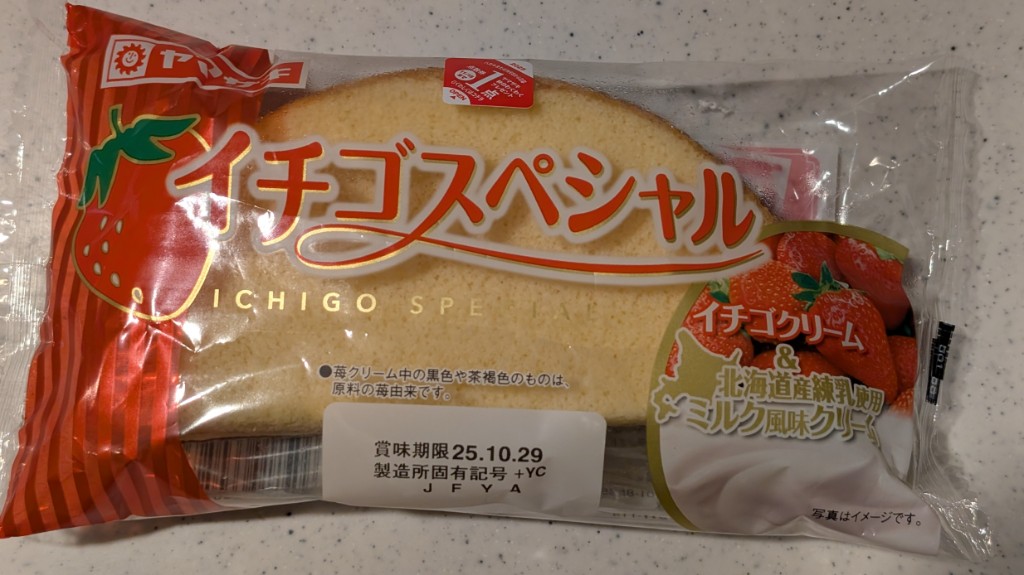 ヤマザキ
1点
イチゴスペシャル
ICHIGO SPECIAL
イチゴクリーム
&
北海道産練乳使用
ミルク風味クリーム
●苺クリーム中の黒色や茶褐色のものは、
原料の苺由来です。
賞味期限 25.10.29
製造所固有記号 +YC
J F Y A
写真はイメージです。